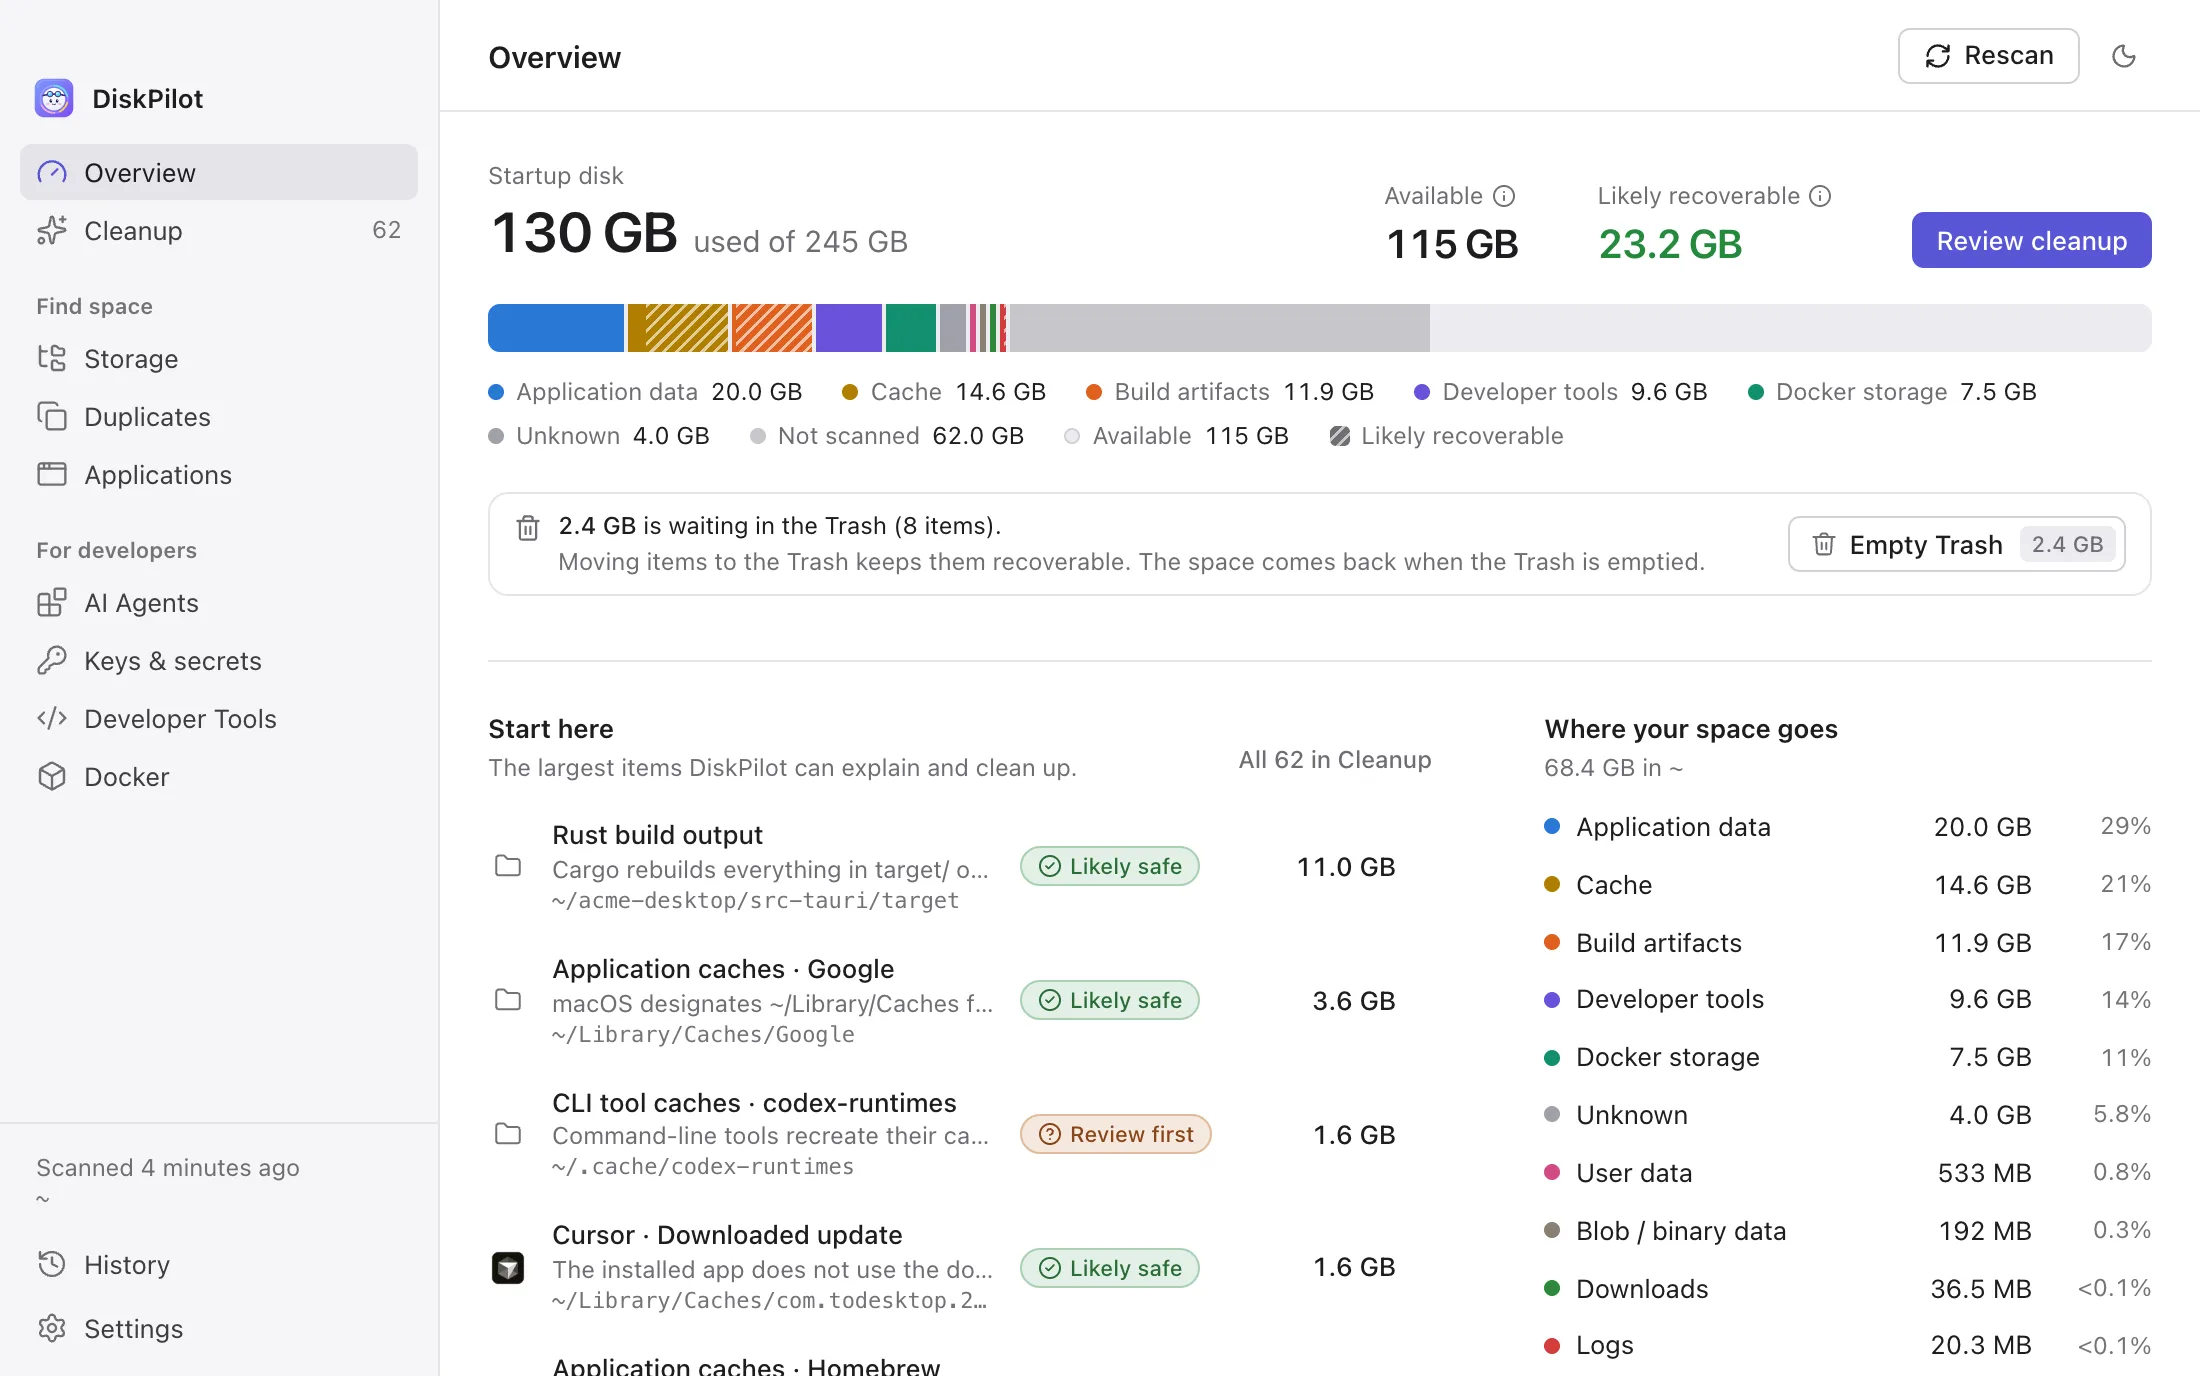 DiskPilot
Overview
Cleanup 62
Find space
Storage
Duplicates
Applications
For developers
AI Agents
Keys & secrets
Developer Tools
Docker
Scanned 4 minutes ago
~
History
Settings
Overview
Rescan
Startup disk
130 GB used of 245 GB
Available
115 GB
Likely recoverable
23.2 GB
Review cleanup
Application data 20.0 GB Cache 14.6 GB Build artifacts 11.9 GB Developer tools 9.6 GB Docker storage 7.5 GB
Unknown 4.0 GB Not scanned 62.0 GB Available 115 GB Likely recoverable
2.4 GB is waiting in the Trash (8 items).
Moving items to the Trash keeps them recoverable. The space comes back when the Trash is emptied.
Empty Trash 2.4 GB
Start here
The largest items DiskPilot can explain and clean up.
All 62 in Cleanup
Rust build output
Cargo rebuilds everything in target/ o...
~/acme-desktop/src-tauri/target
Likely safe
11.0 GB
Application caches · Google
macOS designates ~/Library/Caches f...
~/Library/Caches/Google
Likely safe
3.6 GB
CLI tool caches · codex-runtimes
Command-line tools recreate their ca...
~/.cache/codex-runtimes
Review first
1.6 GB
Cursor · Downloaded update
The installed app does not use the do...
~/Library/Caches/com.todesktop.2…
Likely safe
1.6 GB
Application caches · Homebrew
Where your space goes
68.4 GB in ~
Application data 20.0 GB 29%
Cache 14.6 GB 21%
Build artifacts 11.9 GB 17%
Developer tools 9.6 GB 14%
Docker storage 7.5 GB 11%
Unknown 4.0 GB 5.8%
User data 533 MB 0.8%
Blob / binary data 192 MB 0.3%
Downloads 36.5 MB <0.1%
Logs 20.3 MB <0.1%